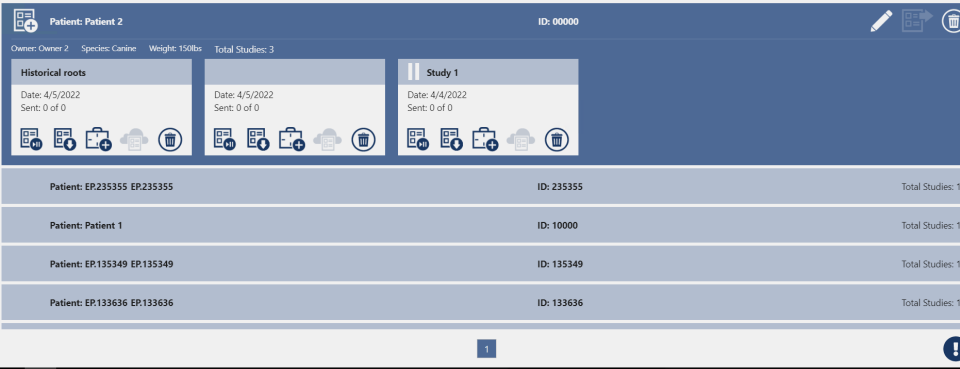 Patient: Patient 2 ID: 00000
Owner: Owner 2 Species: Canine Weight: 150lbs Total Studies: 3
Historical roots Study 1
Date: 4/5/2022 Date: 4/5/2022 Date: 4/4/2022
Sent: 0 of 0 Sent: 0 of 0 Sent: 0 of 0
Patient: EP.235355 EP.235355 ID: 235355 Total Studies: 1
Patient: Patient 1 ID: 10000 Total Studies: 1
Patient: EP.135349 EP.135349 ID: 135349 Total Studies: 1
Patient: EP.133636 EP.133636 ID: 133636 Total Studies: 1
1